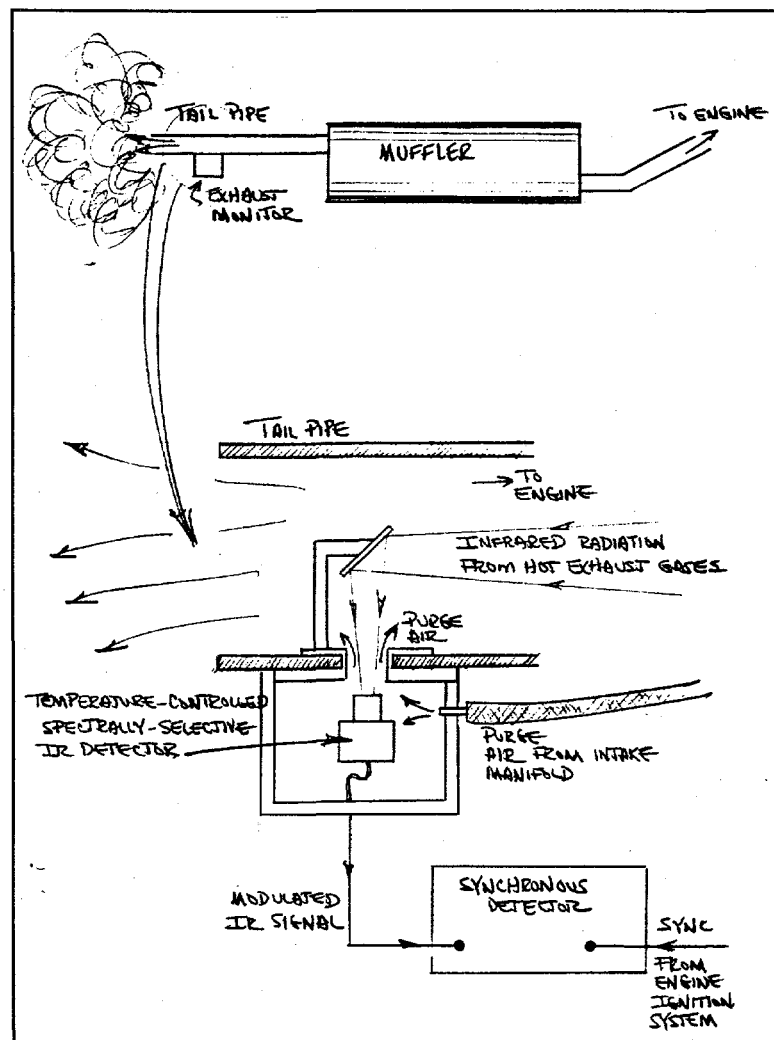 TAIL PIPE
TO ENGINE
MUFFLER
EXHAUST
MONITOR
TAIL PIPE
TO
ENGINE
INFRARED RADIATION
FROM HOT EXHAUST GASES
PURGE
AIR
TEMPERATURE-CONTROLLED
SPECTRALLY-SELECTIVE
IR DETECTOR
PURGE
AIR FROM INTAKE
MANIFOLD
MODULATED
IR SIGNAL
SYNCHRONOUS
DETECTOR
SYNC
FROM
ENGINE
IGNITION
SYSTEM